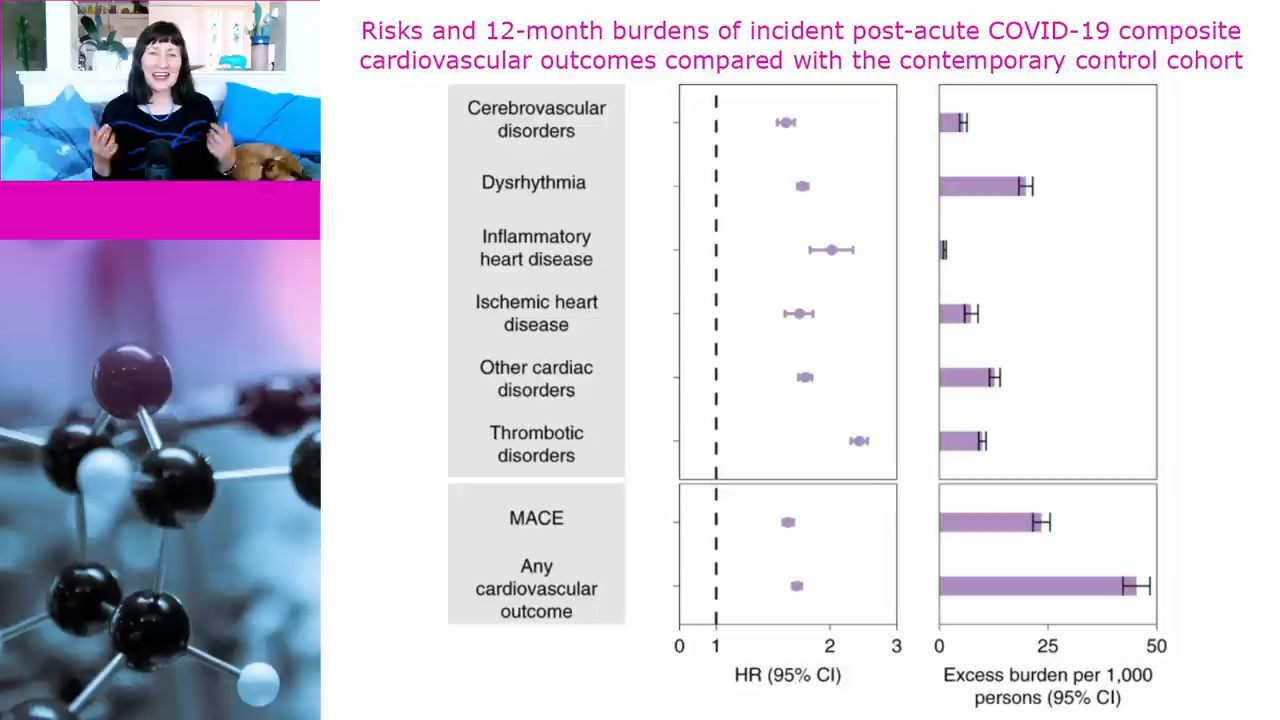 Risks and 12-month burdens of incident post-acute COVID-19 composite
cardiovascular outcomes compared with the contemporary control cohort
Cerebrovascular
disorders
Dysrhythmia
Inflammatory
heart disease
Ischemic heart
disease
Other cardiac
disorders
Thrombotic
disorders
MACE
Any
cardiovascular
outcome
0 1 2 3
HR (95% CI)
0 25 50
Excess burden per 1,000
persons (95% CI)